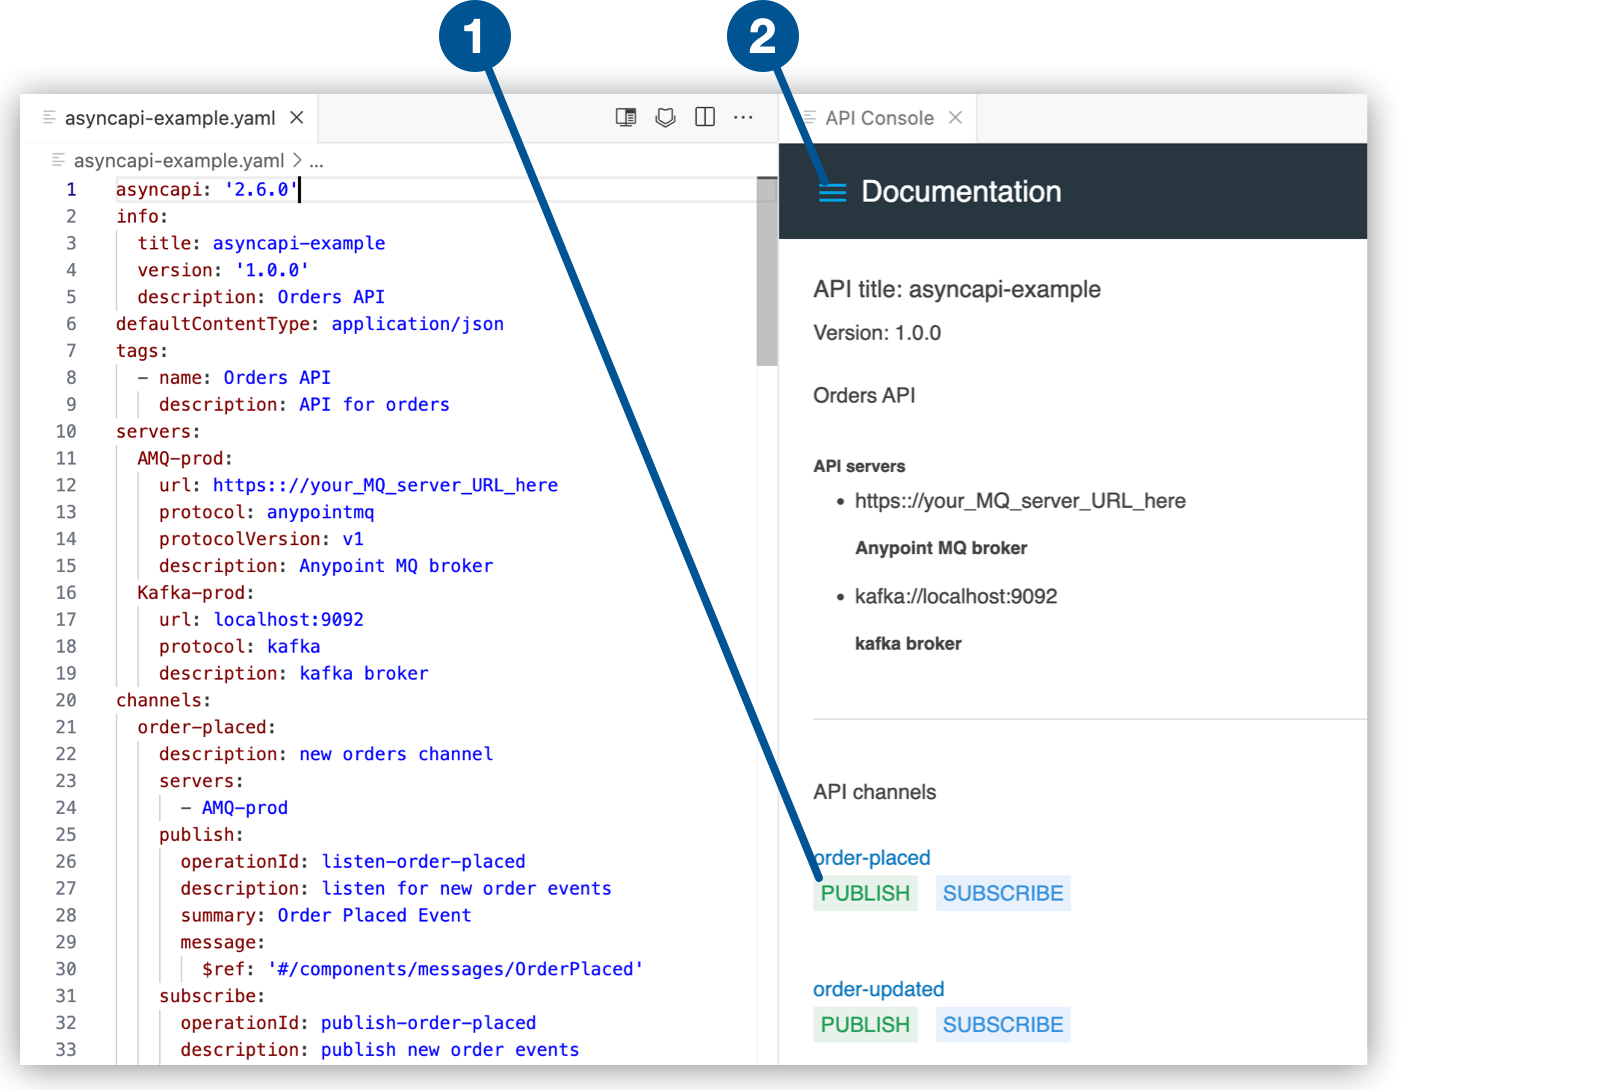 1
2
asyncapi-example.yaml
API Console
asyncapi-example.yaml > ...
1 asyncapi: '2.6.0'
2 info:
3 title: asyncapi-example
4 version: '1.0.0'
5 description: Orders API
6 defaultContentType: application/json
7 tags:
8 - name: Orders API
9 description: API for orders
10 servers:
11 AMQ-prod:
12 url: https:://your_MQ_server_URL_here
13 protocol: anypointmq
14 protocolVersion: v1
15 description: Anypoint MQ broker
16 Kafka-prod:
17 url: localhost:9092
18 protocol: kafka
19 description: kafka broker
20 channels:
21 order-placed:
22 description: new orders channel
23 servers:
24 - AMQ-prod
25 publish:
26 operationId: listen-order-placed
27 description: listen for new order events
28 summary: Order Placed Event
29 message:
30 $ref: '#/components/messages/OrderPlaced'
31 subscribe:
32 operationId: publish-order-placed
33 description: publish new order events
Documentation
API title: asyncapi-example
Version: 1.0.0
Orders API
API servers
• https:://your_MQ_server_URL_here
Anypoint MQ broker
• kafka://localhost:9092
kafka broker
API channels
order-placed
PUBLISH SUBSCRIBE
order-updated
PUBLISH SUBSCRIBE